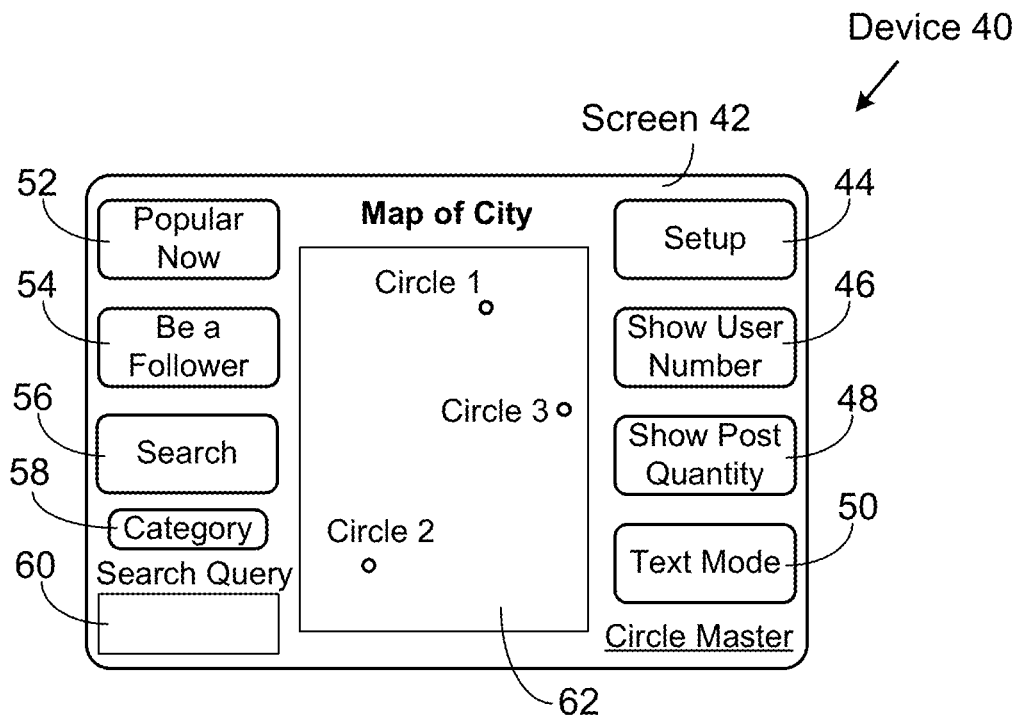 Device 40
Screen 42
52
Popular
Now
Map of City
44
Setup
54
Be a
Follower
Circle 1
46
Show User
Number
56
Search
Circle 3
48
Show Post
Quantity
58
Category
Circle 2
50
Text Mode
60
Search Query
Circle Master
62